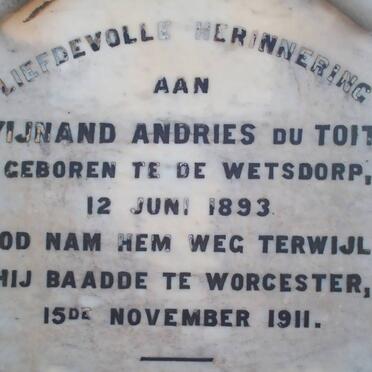 LIEFDEVOLLE HERINNERING
AAN
WIJNAND ANDRIES DU TOIT
GEBOREN TE DE WETSDORP,
12 JUNI 1893.
GOD NAM HEM WEG TERWIJL
HIJ BAADDE TE WORCESTER,
15DE NOVEMBER 1911.